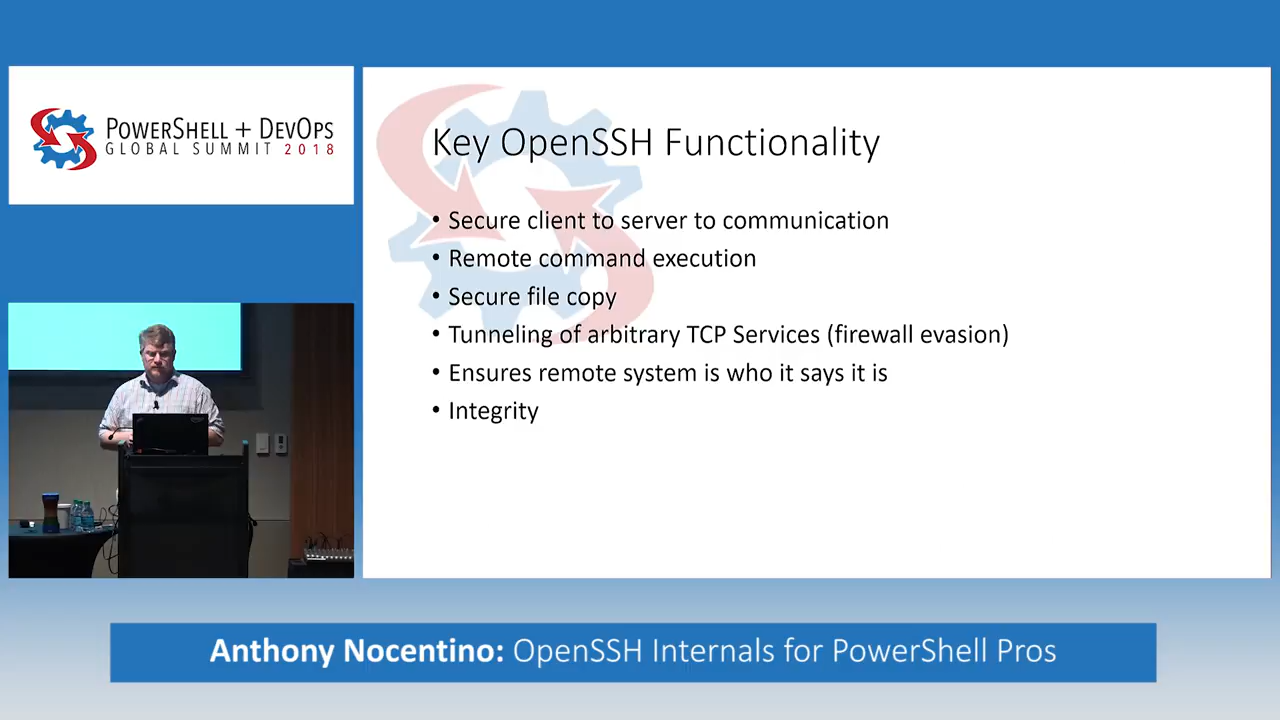 POWERSHELL + DEVOPS
GLOBAL SUMMIT 2018
Key OpenSSH Functionality
• Secure client to server to communication
• Remote command execution
• Secure file copy
• Tunneling of arbitrary TCP Services (firewall evasion)
• Ensures remote system is who it says it is
• Integrity
Anthony Nocentino: OpenSSH Internals for PowerShell Pros